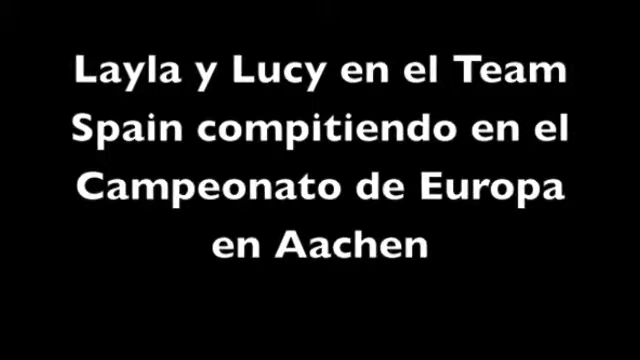 Layla y Lucy en el Team
Spain compitiendo en el
Campeonato de Europa
en Aachen